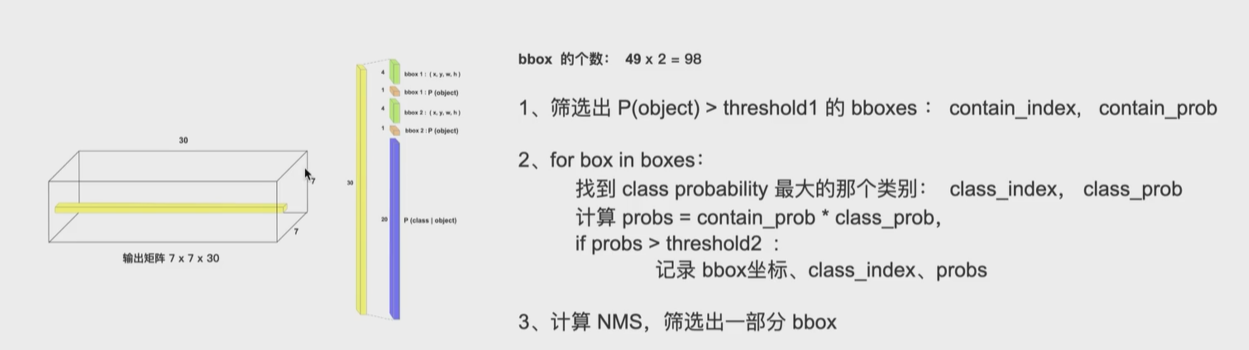 30
7
7
输出矩阵 7 x 7 x 30
30
4
bbox 1 : ( x, y, w, h )
1
bbox 1 : P (object)
4
bbox 2 : ( x, y, w, h )
1
bbox 2 : P (object)
20
P (class | object)
bbox 的个数： 49 x 2 = 98
1、筛选出 P(object) > threshold1 的 bboxes ： contain_index, contain_prob
2、for box in boxes：
找到 class probability 最大的那个类别： class_index， class_prob
计算 probs = contain_prob * class_prob,
if probs > threshold2 ：
记录 bbox坐标、class_index、probs
3、计算 NMS，筛选出一部分 bbox